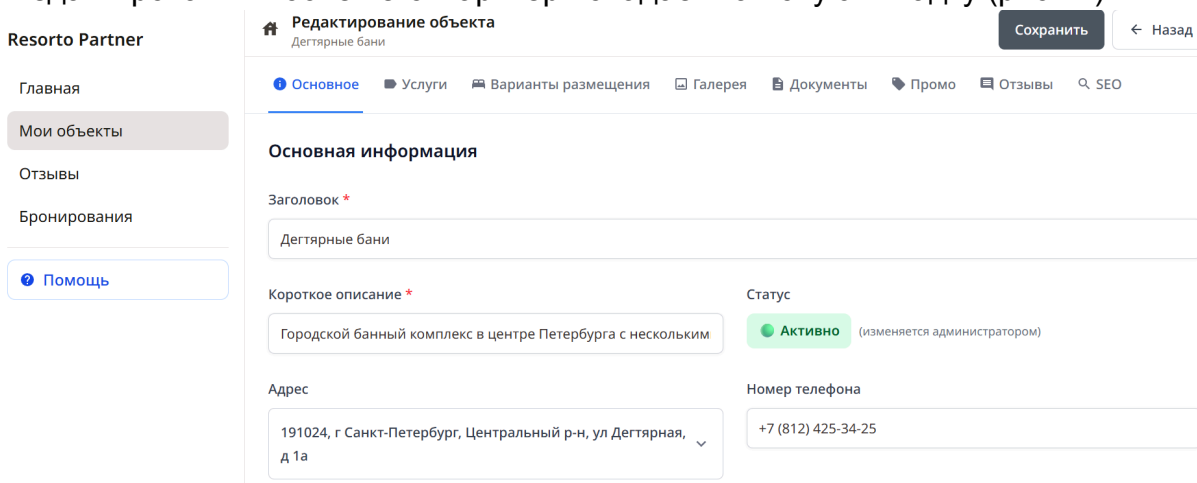 Resorto Partner
Главная
Мои объекты
Отзывы
Бронирования
Помощь
Редактирование объекта
Дегтярные бани
Сохранить
← Назад
Основное
Услуги
Варианты размещения
Галерея
Документы
Промо
Отзывы
SEO
Основная информация
Заголовок *
Дегтярные бани
Короткое описание *
Городской банный комплекс в центре Петербурга с нескольким
Статус
Активно (изменяется администратором)
Адрес
191024, г Санкт-Петербург, Центральный р-н, ул Дегтярная,
д 1а
Номер телефона
+7 (812) 425-34-25